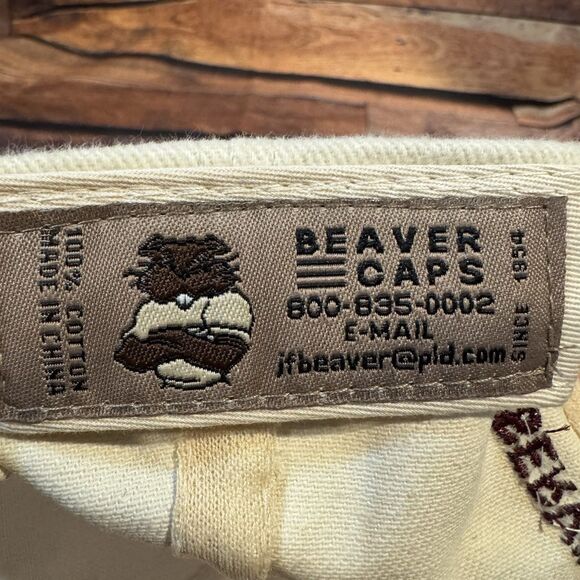 100% COTTON
MADE IN CHINA
BEAVER
CAPS
800-835-0002
E-MAIL
jfbeaver@pld.com
SINCE 1954